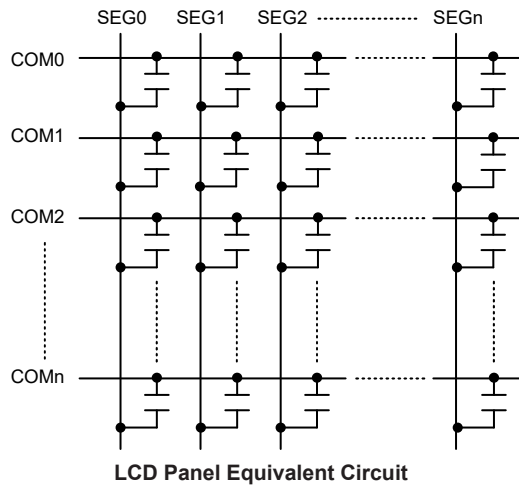 SEG0 SEG1 SEG2 SEGn
COM0
COM1
COM2
COMn
LCD Panel Equivalent Circuit